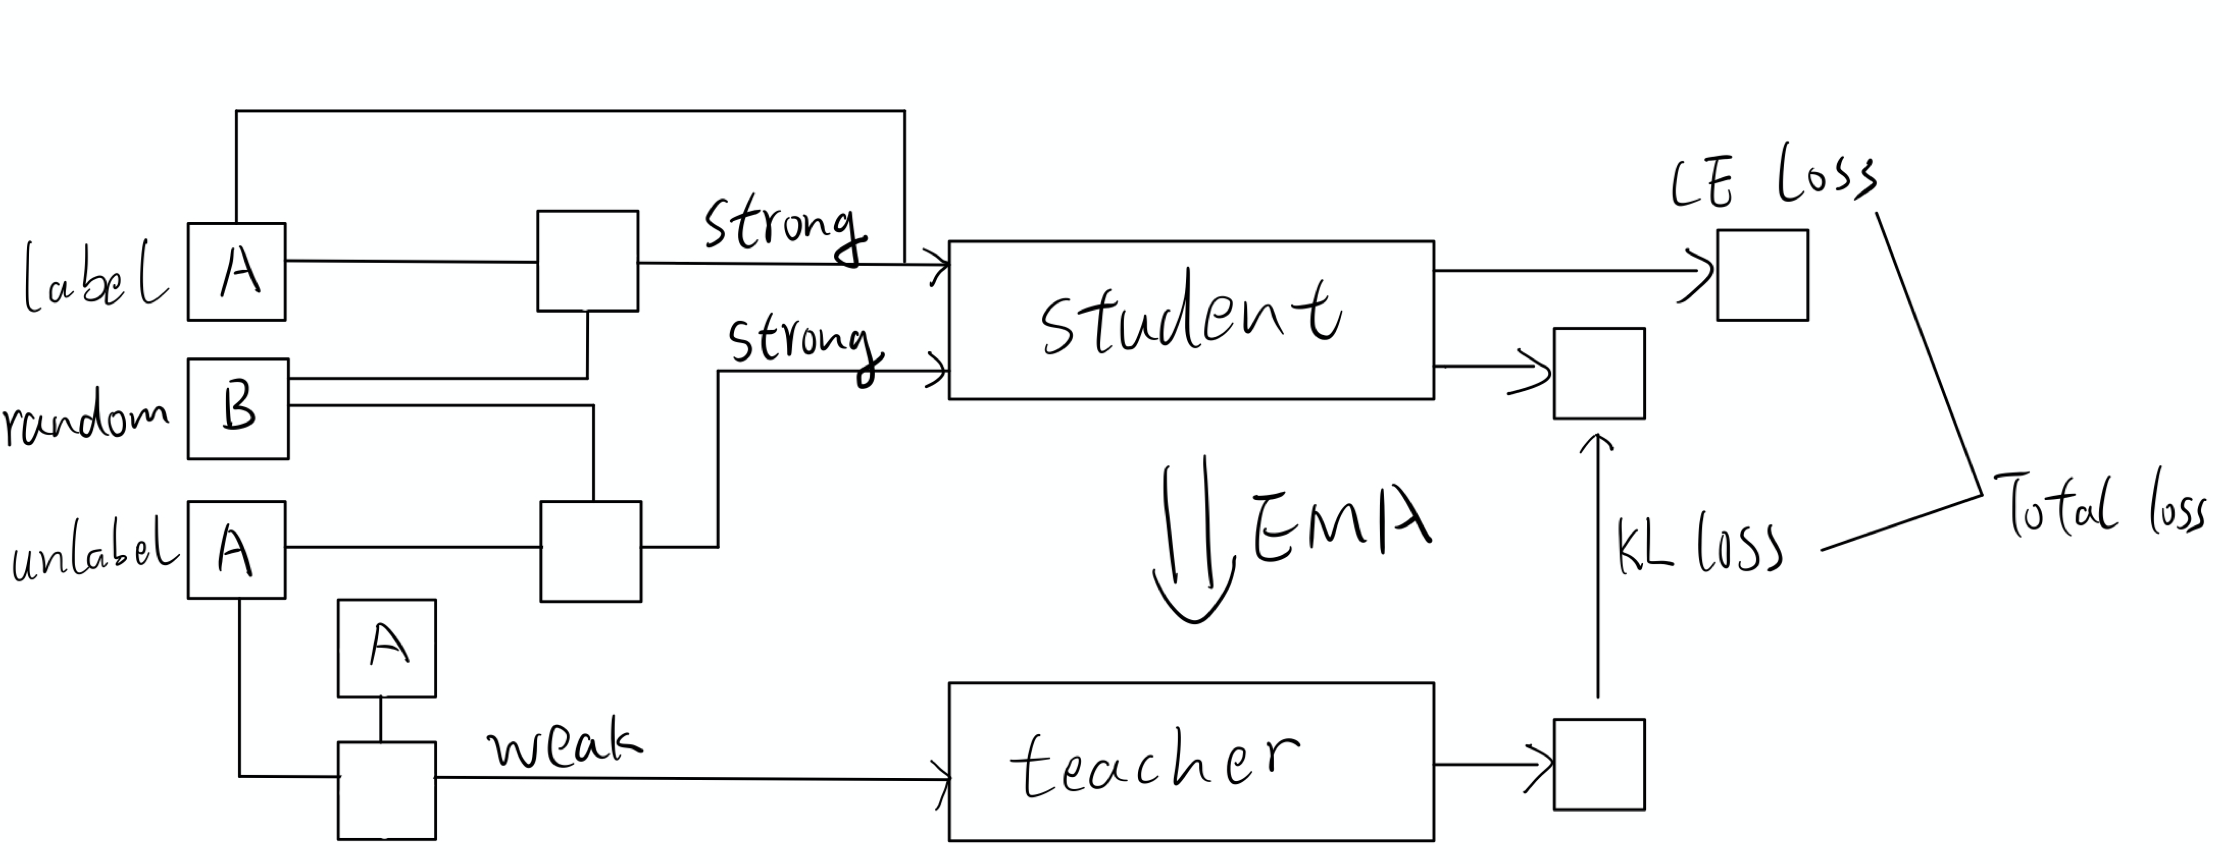 CE loss
strong
label
A
strong
student
random
B
EMA
Total loss
KL loss
unlabel
A
A
weak
teacher